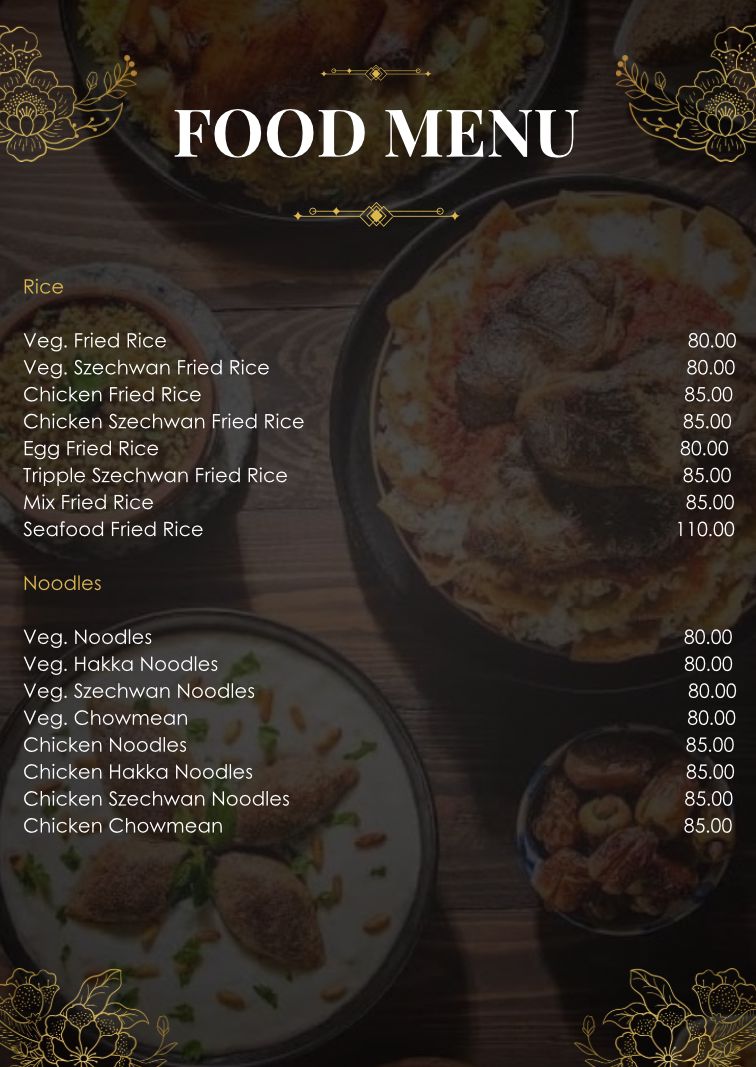 FOOD MENU
Rice
Veg. Fried Rice 80.00
Veg. Szechwan Fried Rice 80.00
Chicken Fried Rice 85.00
Chicken Szechwan Fried Rice 85.00
Egg Fried Rice 80.00
Tripple Szechwan Fried Rice 85.00
Mix Fried Rice 85.00
Seafood Fried Rice 110.00
Noodles
Veg. Noodles 80.00
Veg. Hakka Noodles 80.00
Veg. Szechwan Noodles 80.00
Veg. Chowmean 80.00
Chicken Noodles 85.00
Chicken Hakka Noodles 85.00
Chicken Szechwan Noodles 85.00
Chicken Chowmean 85.00